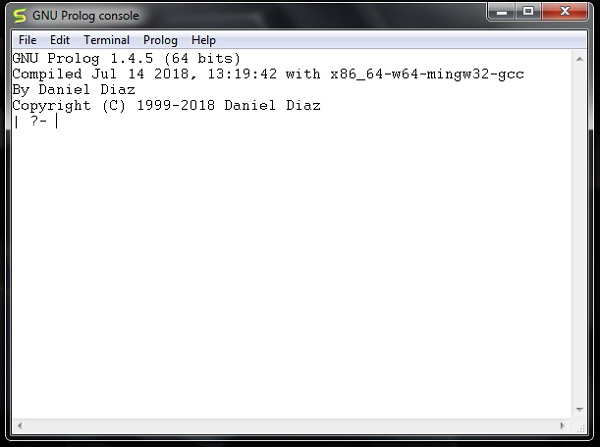 GNU Prolog console
File Edit Terminal Prolog Help
GNU Prolog 1.4.5 (64 bits)
Compiled Jul 14 2018, 13:19:42 with x86_64-w64-mingw32-gcc
By Daniel Diaz
Copyright (C) 1999-2018 Daniel Diaz
| ?-